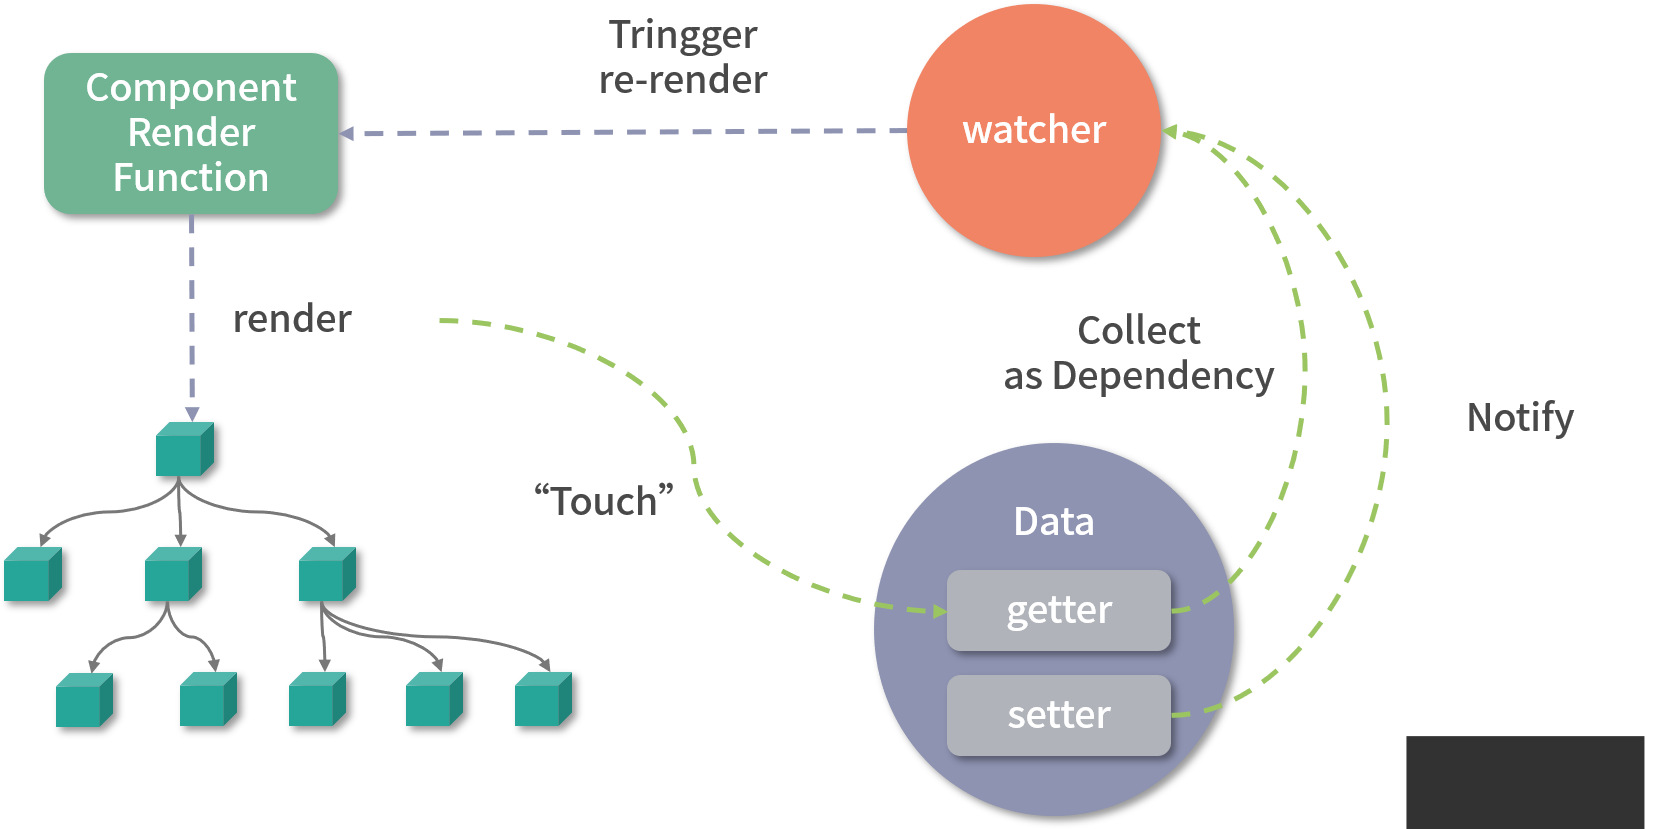 Tringger
re-render
Component
Render
Function
watcher
render
Collect
as Dependency
Notify
“Touch”
Data
getter
setter